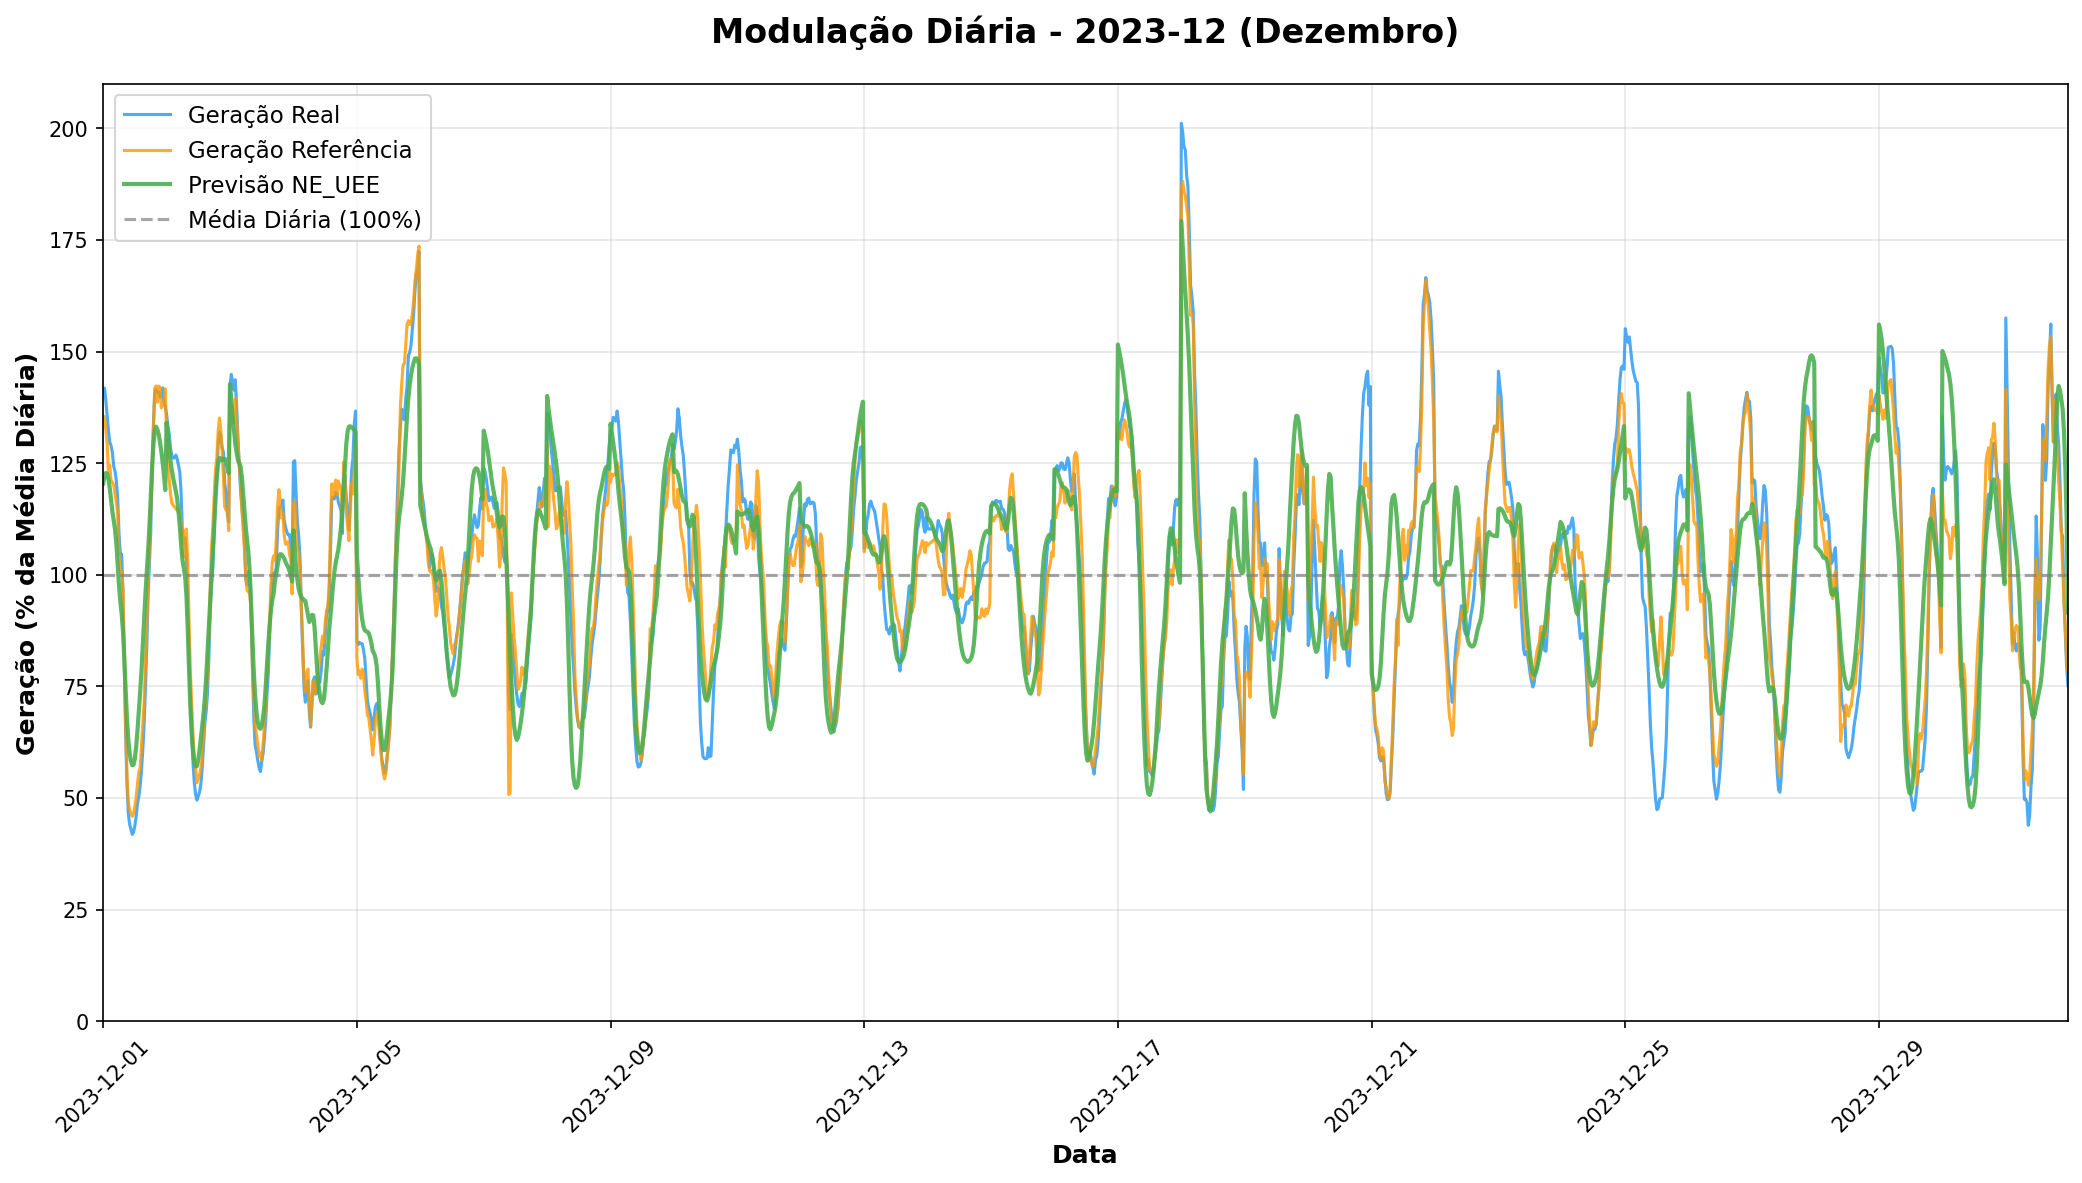 Modulação Diária - 2023-12 (Dezembro)
Geração Real
Geração Referência
Previsão NE_UEE
Média Diária (100%)
Geração (% da Média Diária)
200
175
150
125
100
75
50
25
0
2023-12-01
2023-12-05
2023-12-09
2023-12-13
2023-12-17
2023-12-21
2023-12-25
2023-12-29
Data